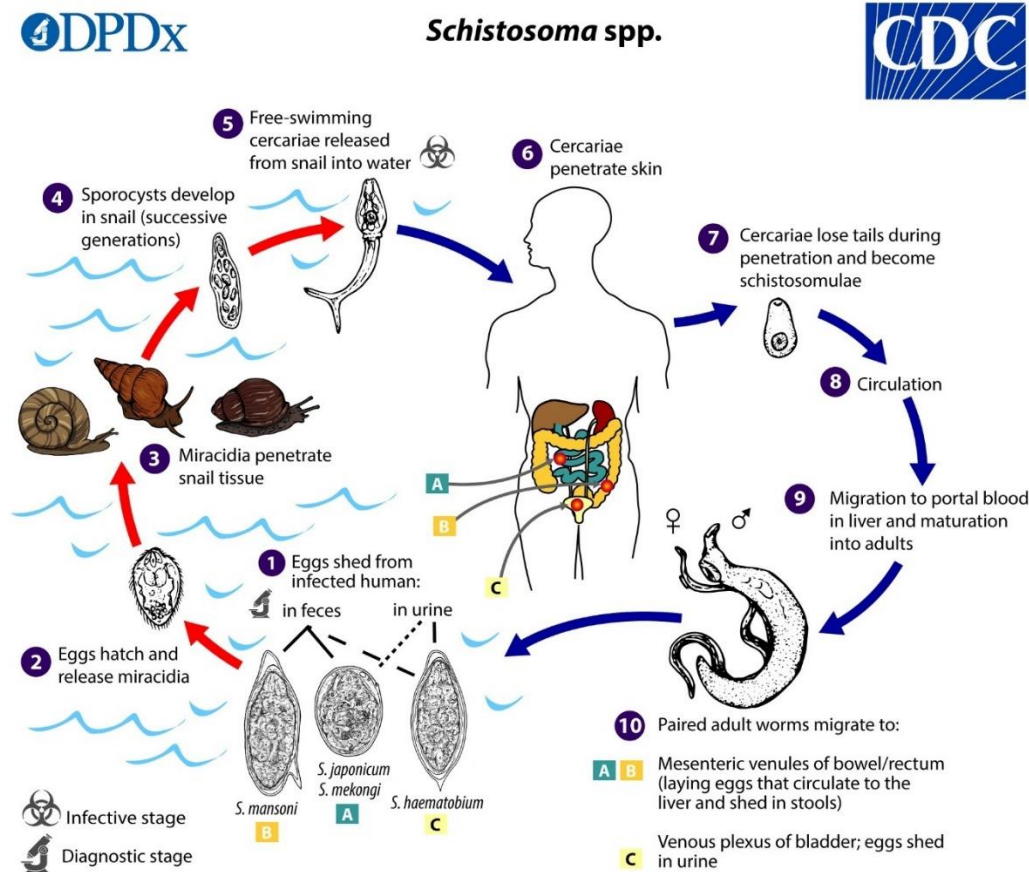 DPDx
Schistosoma spp.
CDC
5 Free-swimming
cercariae released
from snail into water
6 Cercariae
penetrate skin
4 Sporocysts develop
in snail (successive
generations)
7 Cercariae lose tails during
penetration and become
schistosomulae
8 Circulation
3 Miracidia penetrate
snail tissue
A
B
C
9 Migration to portal blood
in liver and maturation
into adults
♀ ♂
1 Eggs shed from
infected human:
in feces
in urine
2 Eggs hatch and
release miracidia
S. mansoni
B
S. japonicum
S. mekongi
A
S. haematobium
C
10 Paired adult worms migrate to:
A B Mesenteric venules of bowel/rectum
(laying eggs that circulate to the
liver and shed in stools)
C Venous plexus of bladder; eggs shed
in urine
Infective stage
Diagnostic stage